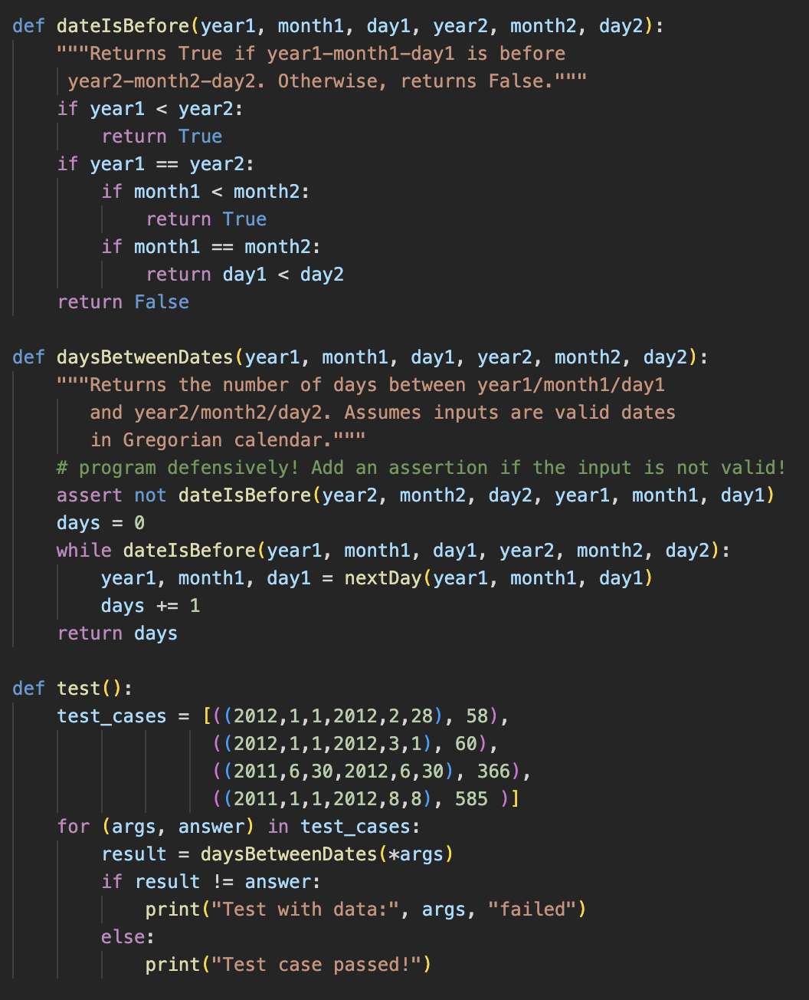 def dateIsBefore(year1, month1, day1, year2, month2, day2):
    """Returns True if year1-month1-day1 is before
     year2-month2-day2. Otherwise, returns False."""
    if year1 < year2:
        return True
    if year1 == year2:
        if month1 < month2:
            return True
        if month1 == month2:
            return day1 < day2
    return False

def daysBetweenDates(year1, month1, day1, year2, month2, day2):
    """Returns the number of days between year1/month1/day1
       and year2/month2/day2. Assumes inputs are valid dates
       in Gregorian calendar."""
    # program defensively! Add an assertion if the input is not valid!
    assert not dateIsBefore(year2, month2, day2, year1, month1, day1)
    days = 0
    while dateIsBefore(year1, month1, day1, year2, month2, day2):
        year1, month1, day1 = nextDay(year1, month1, day1)
        days += 1
    return days

def test():
    test_cases = [((2012,1,1,2012,2,28), 58),
                  ((2012,1,1,2012,3,1), 60),
                  ((2011,6,30,2012,6,30), 366),
                  ((2011,1,1,2012,8,8), 585 )]
    for (args, answer) in test_cases:
        result = daysBetweenDates(*args)
        if result != answer:
            print("Test with data:", args, "failed")
        else:
            print("Test case passed!")